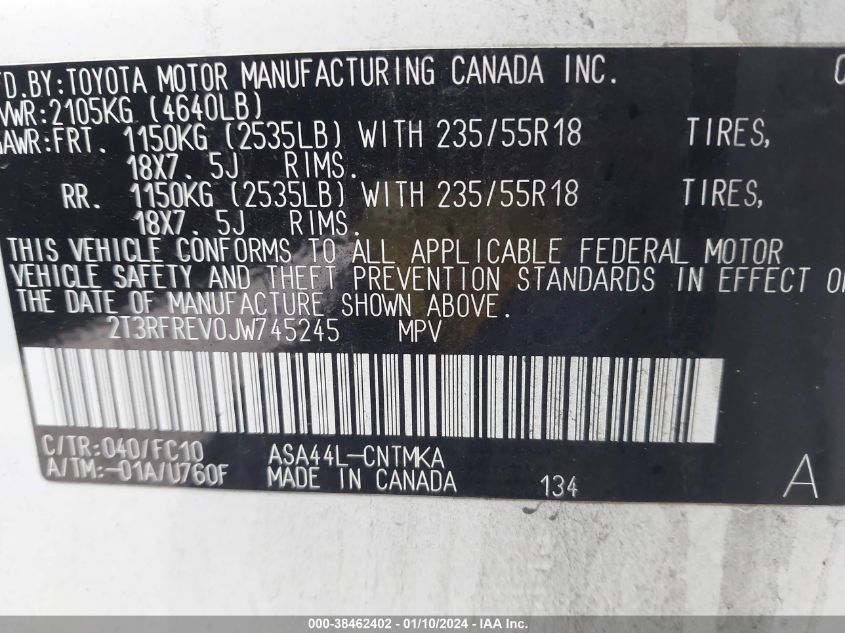 FD.BY:TOYOTA MOTOR MANUFACTURING CANADA INC.
VWR:2105KG (4640LB)
AWR:FRT. 1150KG (2535LB) WITH 235/55R18 TIRES,
18X7.5J RIMS.
RR. 1150KG (2535LB) WITH 235/55R18 TIRES,
18X7.5J RIMS.
THIS VEHICLE CONFORMS TO ALL APPLICABLE FEDERAL MOTOR
VEHICLE SAFETY AND THEFT PREVENTION STANDARDS IN EFFECT O
THE DATE OF MANUFACTURE SHOWN ABOVE.
2T3RFREV0JW745245 MPV
C/TR:040/FC10 ASA44L-CNTMKA
A/TM:-01A/U760F MADE IN CANADA 134 A
000-38462402 - 01/10/2024 - IAA Inc.